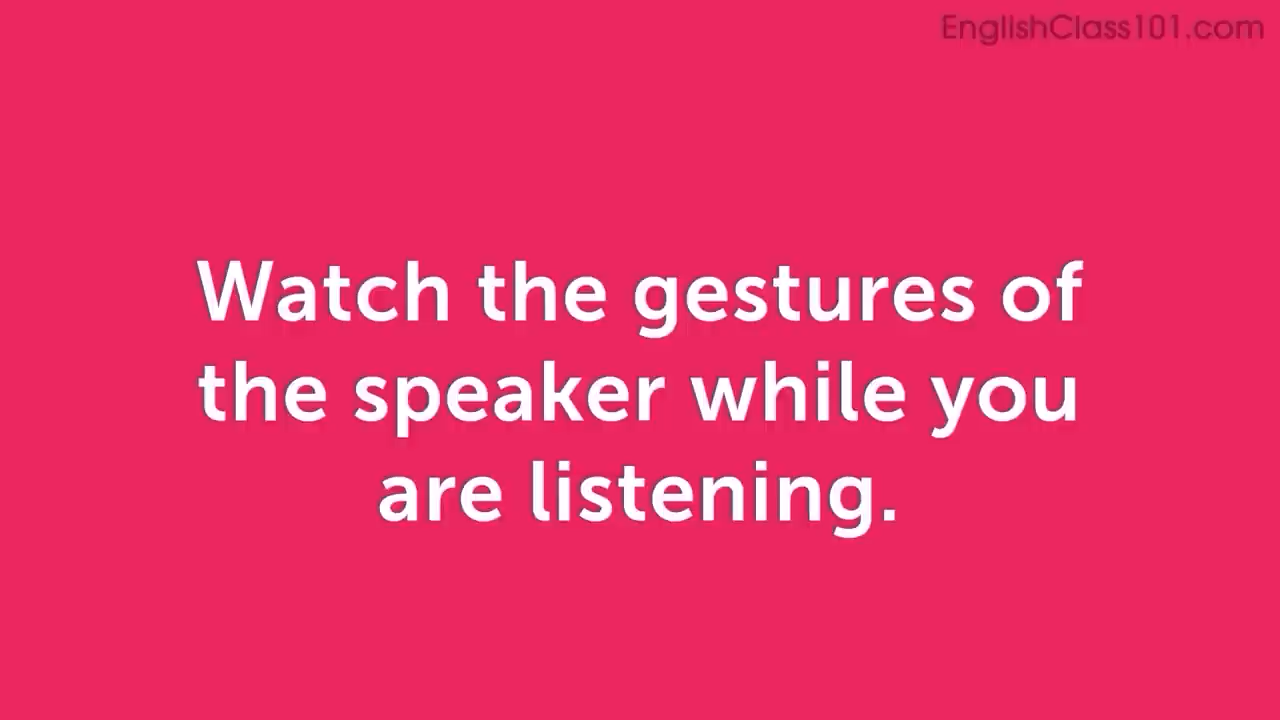 EnglishClass101.com
Watch the gestures of
the speaker while you
are listening.